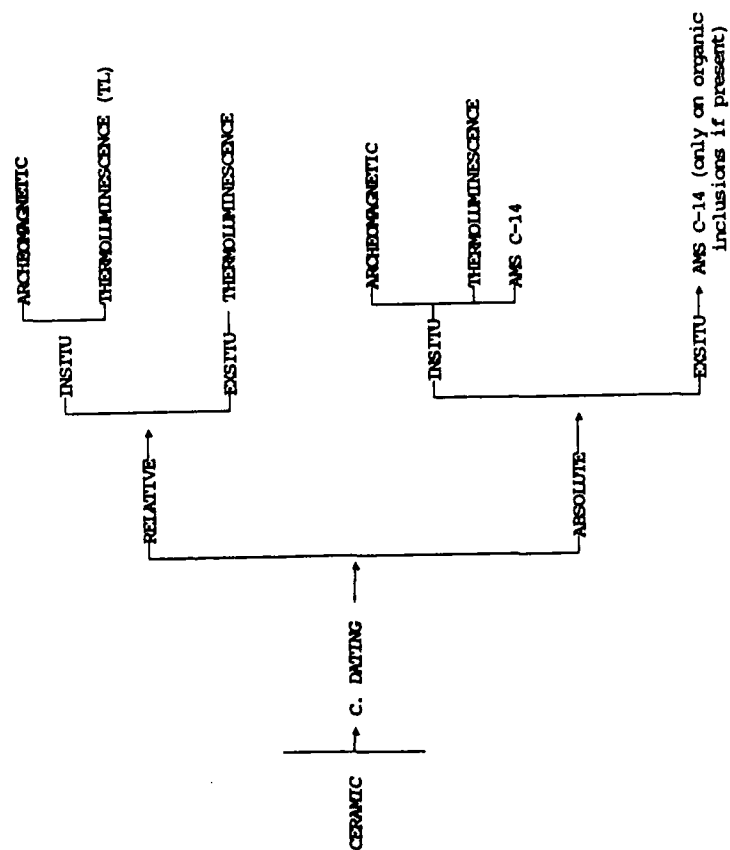 CERAMIC
C. DATING
RELATIVE
INSITU
ARCHEOMAGNETIC
THERMOLUMINESCENCE (TL)
EXSITU
THERMOLUMINESCENCE
ABSOLUTE
INSITU
ARCHEOMAGNETIC
THERMOLUMINESCENCE
AMS C-14
EXSITU
AMS C-14 (only on organic
inclusions if present)